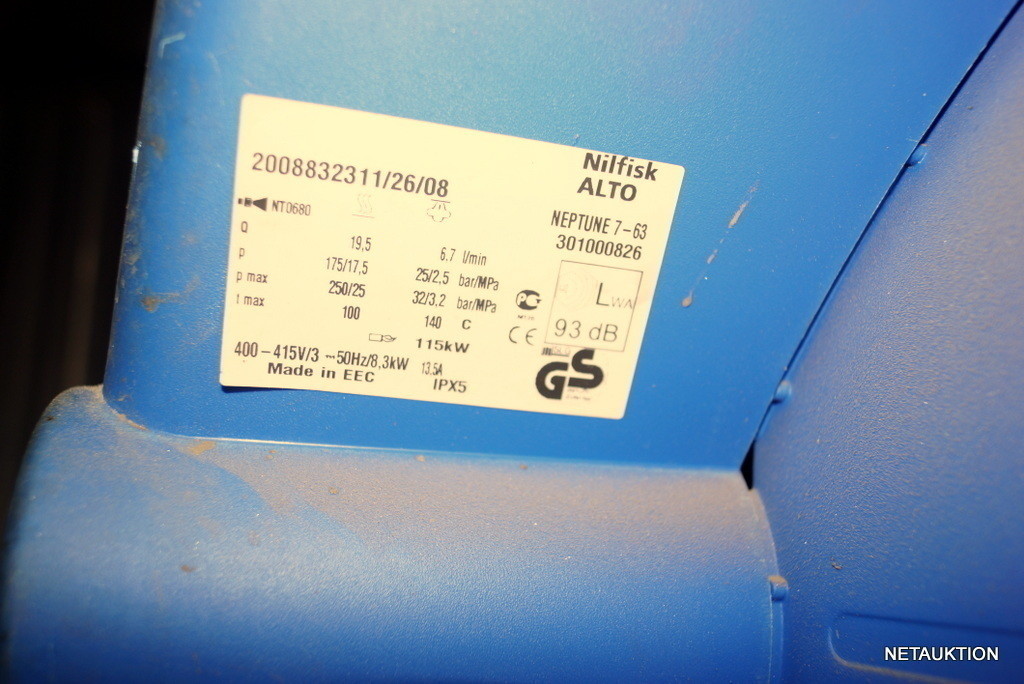 2008832311/26/08
Nilfisk
ALTO
NEPTUNE 7-63
301000826
NT0680
Q 19,5 6.7 l/min
p 175/17,5 25/2,5 bar/MPa
p max 250/25 32/3,2 bar/MPa
t max 100 140 C
115kW
400-415V/3 ~50Hz/8,3kW 13.5A
Made in EEC IPX5
PG
CE
LWA
93 dB
GS
NETAUKTION